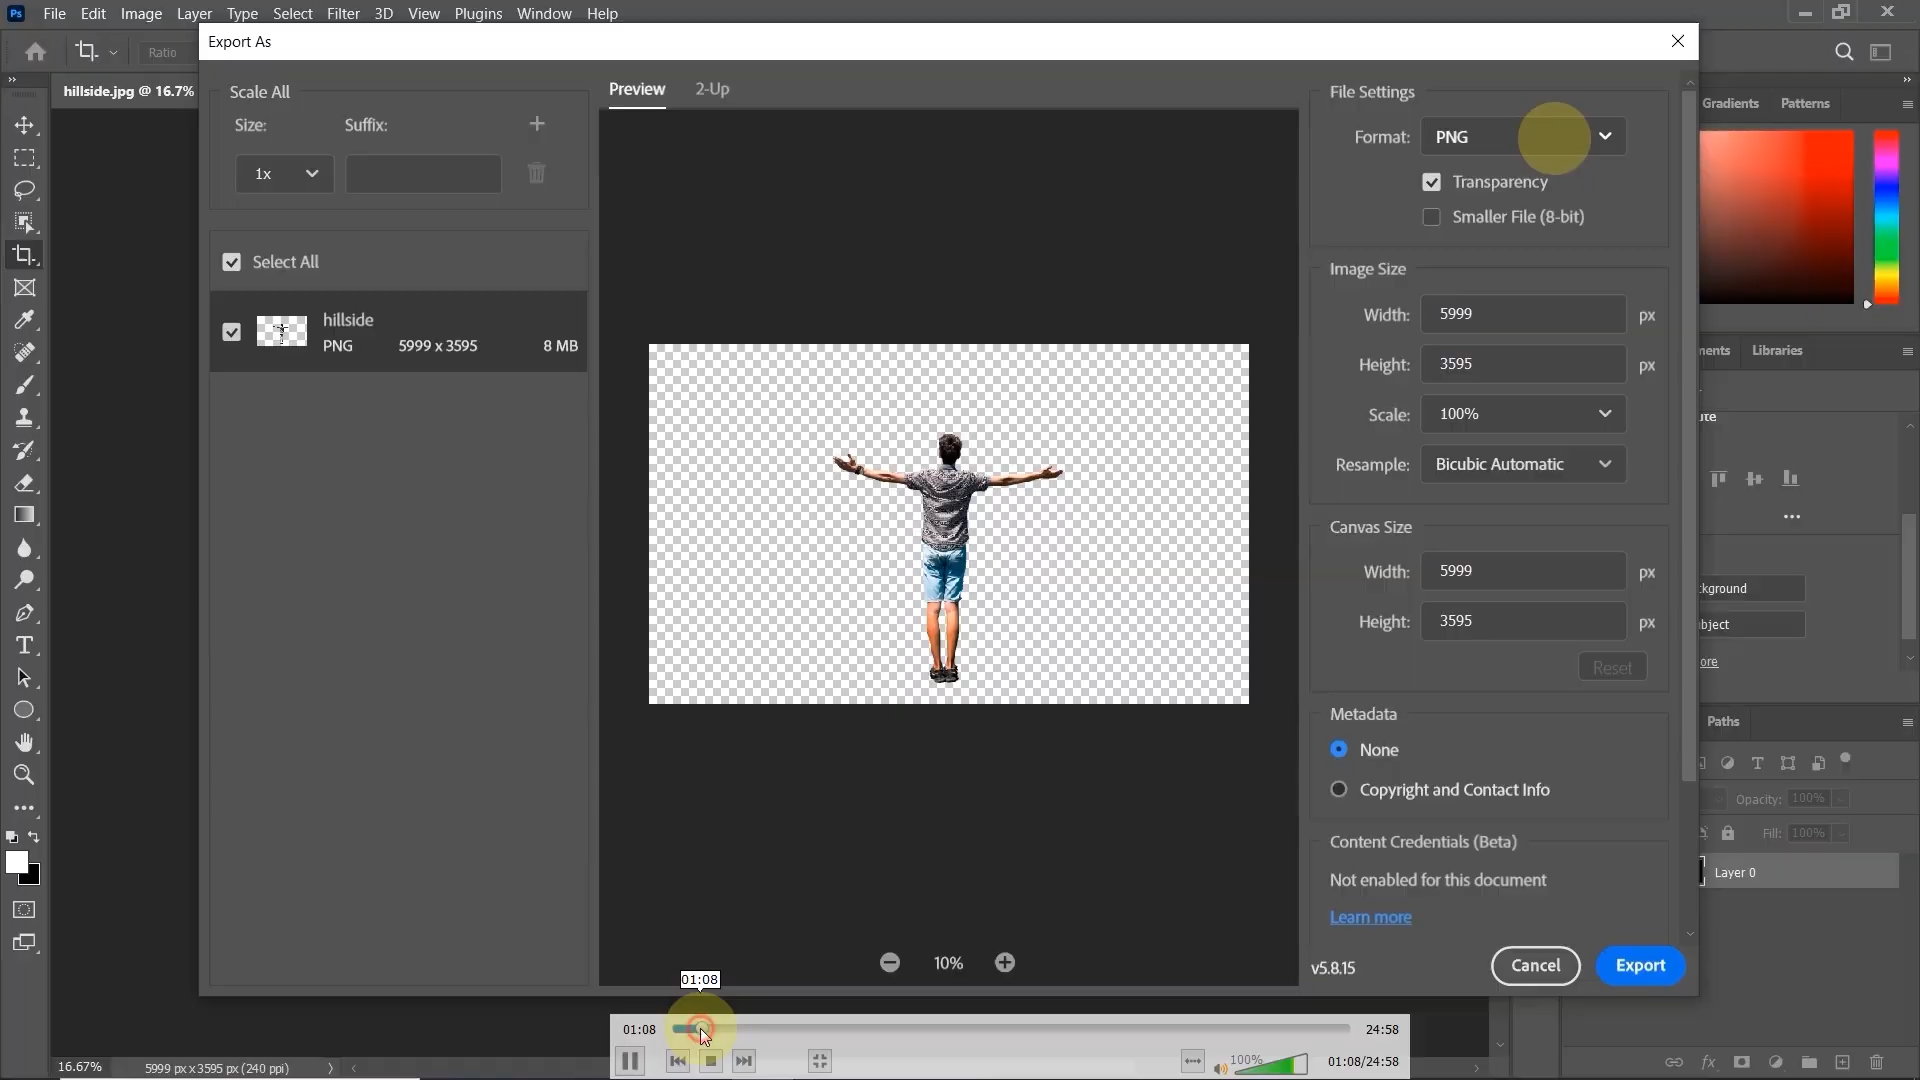 Ps File Edit Image Layer Type Select Filter 3D View Plugins Window Help
Export As
Ratio
hillside.jpg @ 16.7%
Scale All
Size: Suffix:
1x
Select All
hillside
PNG 5999 x 3595 8 MB
Preview 2-Up
10%
File Settings
Format: PNG
Transparency
Smaller File (8-bit)
Image Size
Width: 5999 px
Height: 3595 px
Scale: 100%
Resample: Bicubic Automatic
Canvas Size
Width: 5999 px
Height: 3595 px
Reset
Metadata
None
Copyright and Contact Info
Content Credentials (Beta)
Not enabled for this document
Learn more
v5.8.15 Cancel Export
Gradients Patterns
Libraries
Paths
Opacity: 100%
Fill: 100%
Layer 0
fx
01:08
01:08 24:58
100% 01:08/24:58
16.67% 5999 px x 3595 px (240 ppi)